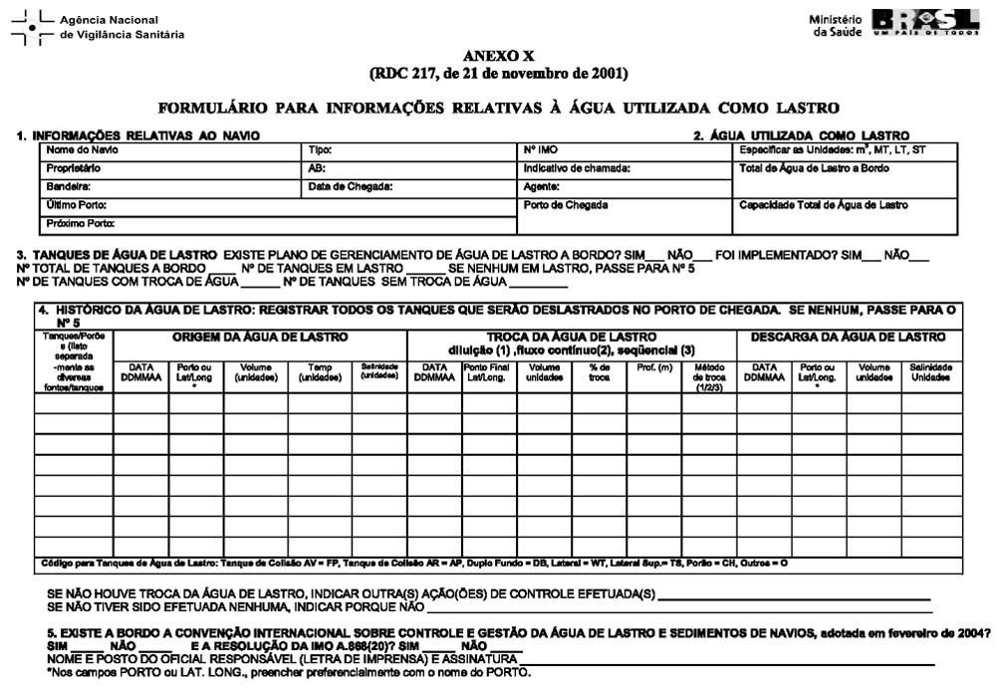 Agência Nacional
de Vigilância Sanitária
Ministério
da Saúde
BRASIL
UM PAÍS DE TODOS
ANEXO X
(RDC 217, de 21 de novembro de 2001)
FORMULÁRIO PARA INFORMAÇÕES RELATIVAS À ÁGUA UTILIZADA COMO LASTRO
1. INFORMAÇÕES RELATIVAS AO NAVIO
2. ÁGUA UTILIZADA COMO LASTRO
Nome do Navio Tipo: Nº IMO Especificar as Unidades: m³, MT, LT, ST
Proprietário AB: Indicativo de chamada: Total de Água de Lastro a Bordo
Bandeira: Data de Chegada: Agente:
Último Porto: Porto de Chegada Capacidade Total de Água de Lastro
Próximo Porto:
3. TANQUES DE ÁGUA DE LASTRO EXISTE PLANO DE GERENCIAMENTO DE ÁGUA DE LASTRO A BORDO? SIM___ NÃO___ FOI IMPLEMENTADO? SIM___ NÃO___
Nº TOTAL DE TANQUES A BORDO ____ Nº DE TANQUES EM LASTRO ______ SE NENHUM EM LASTRO, PASSE PARA Nº 5
Nº DE TANQUES COM TROCA DE ÁGUA ______ Nº DE TANQUES SEM TROCA DE ÁGUA _________
4. HISTÓRICO DA ÁGUA DE LASTRO: REGISTRAR TODOS OS TANQUES QUE SERÃO DESLASTRADOS NO PORTO DE CHEGADA. SE NENHUM, PASSE PARA O
Nº 5
Tanques/Porõe
s (listo
separada
-mente as
diversas
fontes/tanques
ORIGEM DA ÁGUA DE LASTRO
TROCA DA ÁGUA DE LASTRO
diluição (1) ,fluxo contínuo(2), seqüencial (3)
DESCARGA DA ÁGUA DE LASTRO
DATA
DDMMAA
Porto ou
Lat/Long
*
Volume
(unidades)
Temp
(unidades)
Salinidade
(unidades)
DATA
DDMMAA
Ponto Final
Lat/Long.
Volume
unidades
% de
troca
Prof. (m)
Método
de troca
(1/2/3)
DATA
DDMMAA
Porto ou
Lat/Long.
*
Volume
unidades
Salinidade
Unidades
Código para Tanques de Água de Lastro: Tanque de Colisão AV = FP, Tanque de Colisão AR = AP, Duplo Fundo = DB, Lateral = WT, Lateral Sup.= TS, Porão = CH, Outros = O
SE NÃO HOUVE TROCA DA ÁGUA DE LASTRO, INDICAR OUTRA(S) AÇÃO(ÕES) DE CONTROLE EFETUADA(S) ____________________
SE NÃO TIVER SIDO EFETUADA NENHUMA, INDICAR PORQUE NÃO ____________________
5. EXISTE A BORDO A CONVENÇÃO INTERNACIONAL SOBRE CONTROLE E GESTÃO DA ÁGUA DE LASTRO E SEDIMENTOS DE NAVIOS, adotada em fevereiro de 2004?
SIM _____ NÃO _____ E A RESOLUÇÃO DA IMO A.868(20)? SIM _____ NÃO _____
NOME E POSTO DO OFICIAL RESPONSÁVEL (LETRA DE IMPRENSA) E ASSINATURA ____________________
*Nos campos PORTO ou LAT. LONG., preencher preferencialmente com o nome do PORTO.